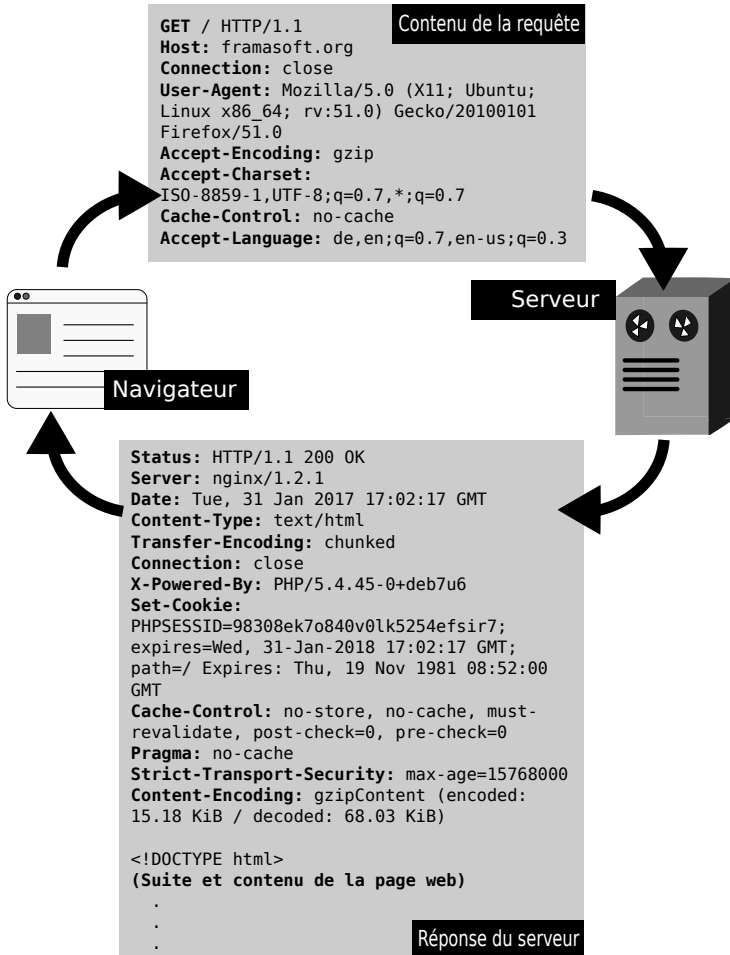 Contenu de la requête
GET / HTTP/1.1
Host: framasoft.org
Connection: close
User-Agent: Mozilla/5.0 (X11; Ubuntu;
Linux x86_64; rv:51.0) Gecko/20100101
Firefox/51.0
Accept-Encoding: gzip
Accept-Charset:
ISO-8859-1,UTF-8;q=0.7,*;q=0.7
Cache-Control: no-cache
Accept-Language: de,en;q=0.7,en-us;q=0.3
Serveur
Navigateur
Status: HTTP/1.1 200 OK
Server: nginx/1.2.1
Date: Tue, 31 Jan 2017 17:02:17 GMT
Content-Type: text/html
Transfer-Encoding: chunked
Connection: close
X-Powered-By: PHP/5.4.45-0+deb7u6
Set-Cookie:
PHPSESSID=98308ek7o840v0lk5254efsir7;
expires=Wed, 31-Jan-2018 17:02:17 GMT;
path=/ Expires: Thu, 19 Nov 1981 08:52:00
GMT
Cache-Control: no-store, no-cache, must-
revalidate, post-check=0, pre-check=0
Pragma: no-cache
Strict-Transport-Security: max-age=15768000
Content-Encoding: gzipContent (encoded:
15.18 KiB / decoded: 68.03 KiB)
<!DOCTYPE html>
(Suite et contenu de la page web)
.
.
.
Réponse du serveur